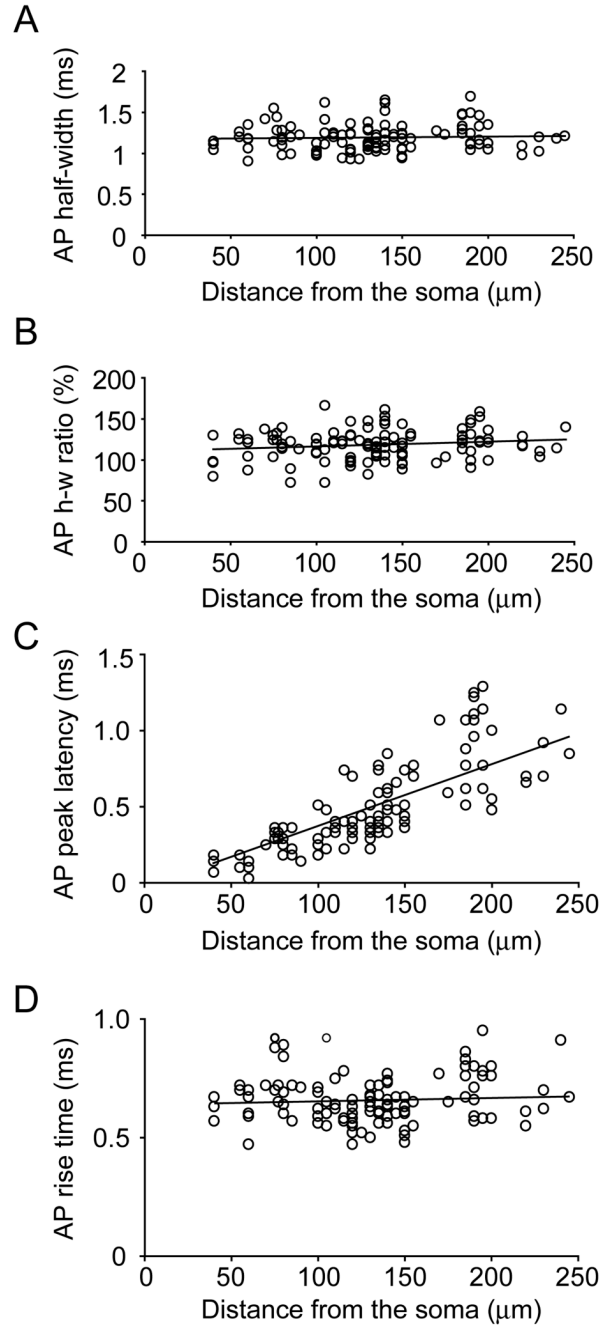 A
AP half-width (ms)
2
1.5
1
0.5
0
0 50 100 150 200 250
Distance from the soma (μm)
B
AP h-w ratio (%)
200
150
100
50
0
0 50 100 150 200 250
Distance from the soma (μm)
C
AP peak latency (ms)
1.5
1.0
0.5
0
0 50 100 150 200 250
Distance from the soma (μm)
D
AP rise time (ms)
1.0
0.5
0
0 50 100 150 200 250
Distance from the soma (μm)